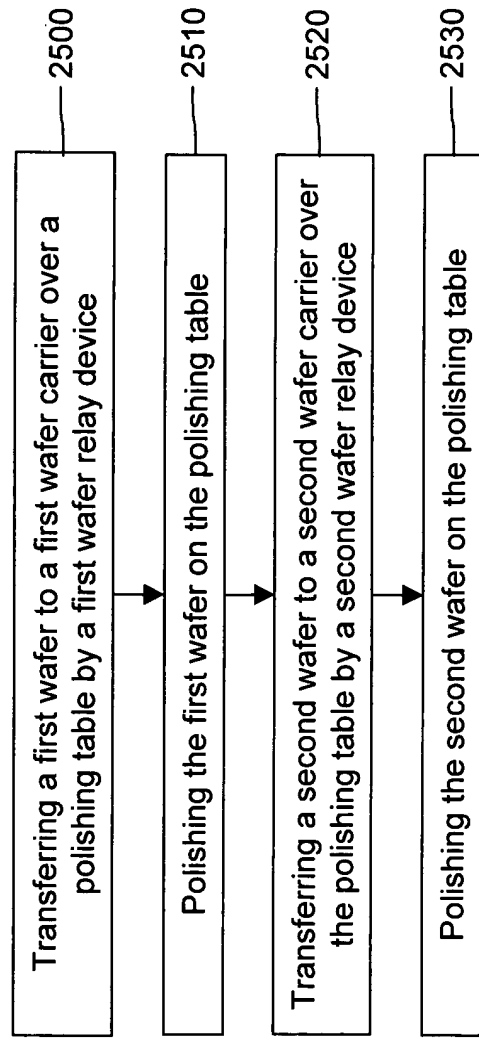 Transferring a first wafer to a first wafer carrier over a
polishing table by a first wafer relay device
2500
Polishing the first wafer on the polishing table
2510
Transferring a second wafer to a second wafer carrier over
the polishing table by a second wafer relay device
2520
Polishing the second wafer on the polishing table
2530